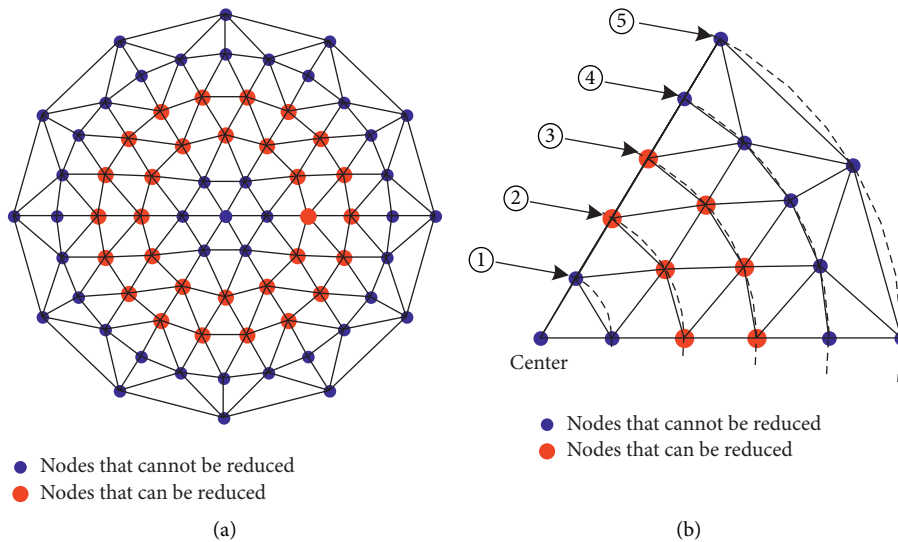 ⑤
④
③
②
①
Center
Nodes that cannot be reduced
Nodes that can be reduced
(a)
Nodes that cannot be reduced
Nodes that can be reduced
(b)